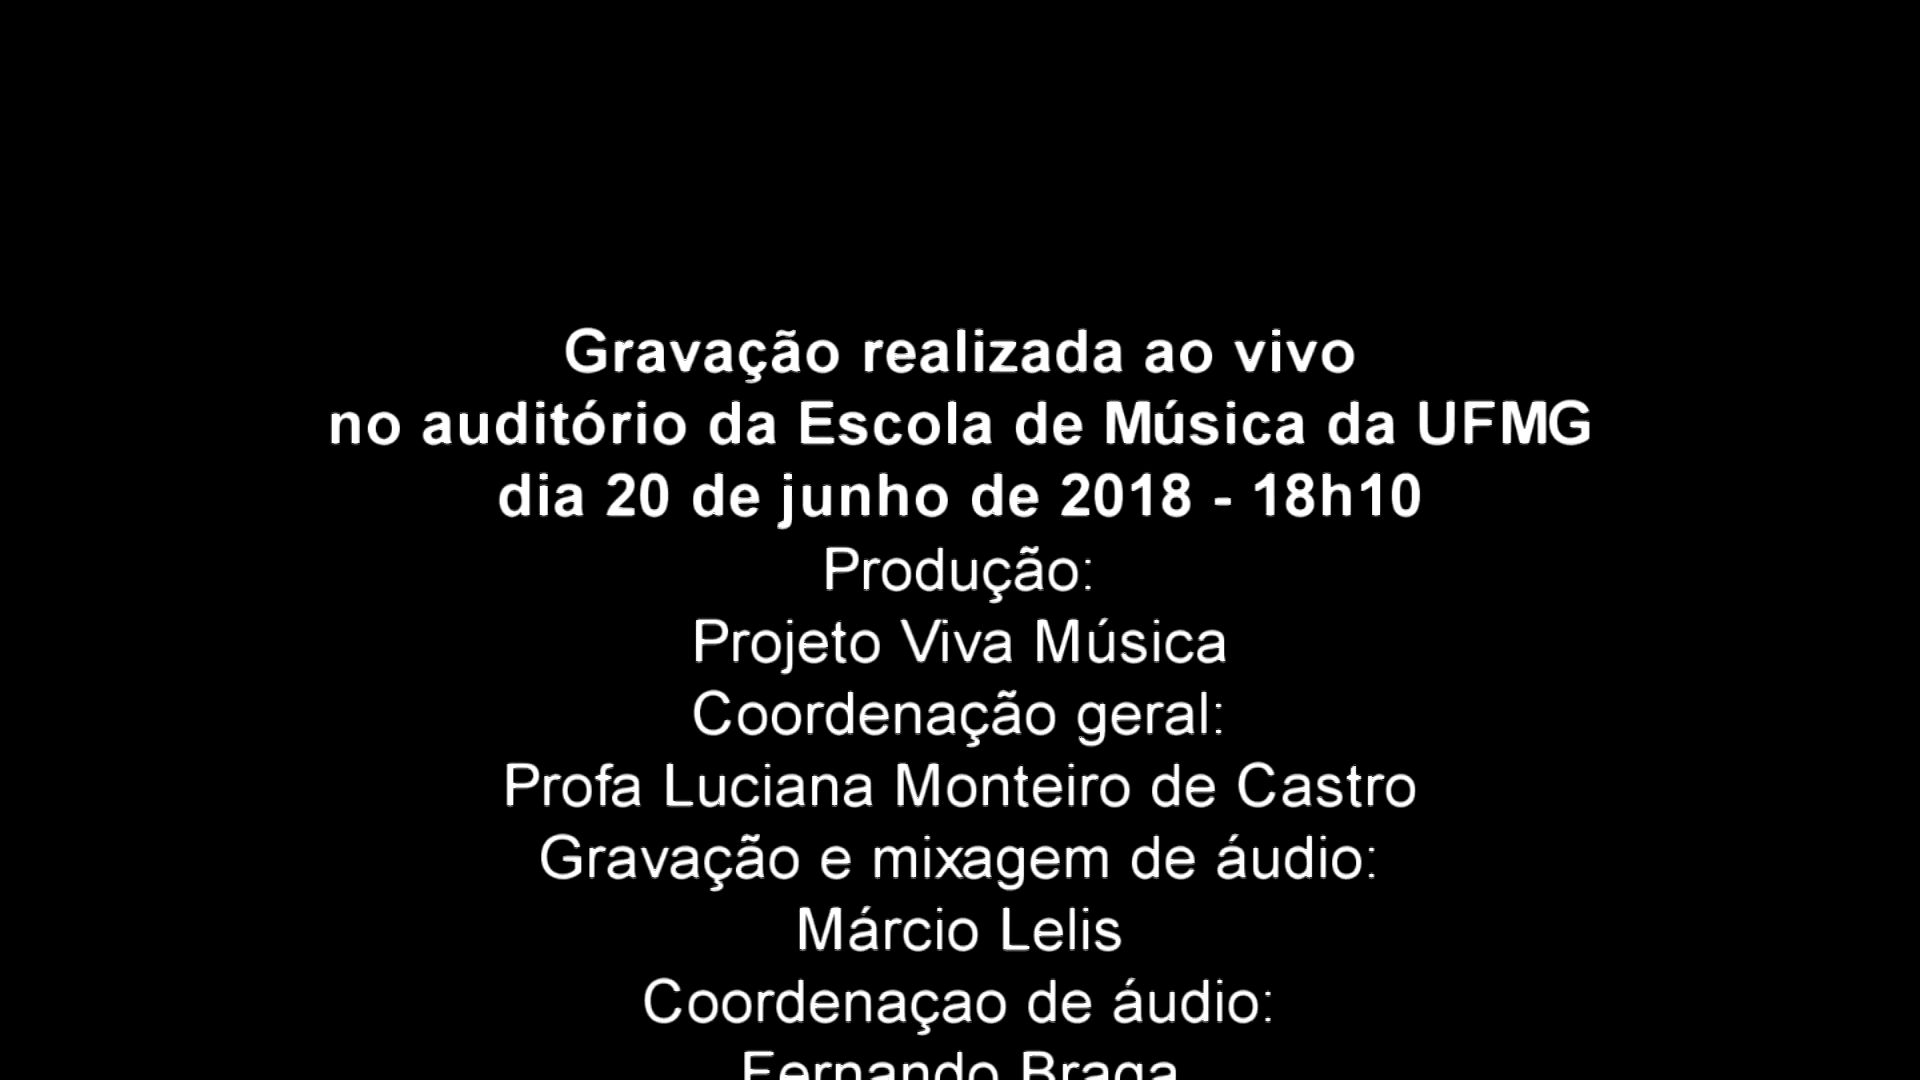 Gravação realizada ao vivo
no auditório da Escola de Música da UFMG
dia 20 de junho de 2018 - 18h10
Produção:
Projeto Viva Música
Coordenação geral:
Profa Luciana Monteiro de Castro
Gravação e mixagem de áudio:
Márcio Lelis
Coordenaçao de áudio:
Fernando Braga